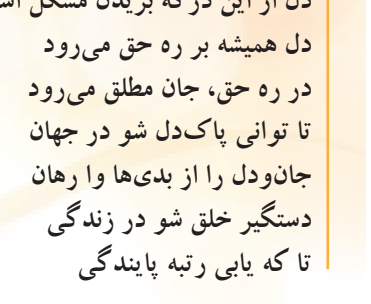 دل از این درگه بریدن مشکل
دل همیشه بر ره حق می‌رود
در ره حق، جان مطلق می‌رود
تا توانی پاک‌دل شو در جهان
جان‌ودل را از بدی‌ها وا رهان
دستگیر خلق شو در زندگی
تا که یابی رتبه پایندگی